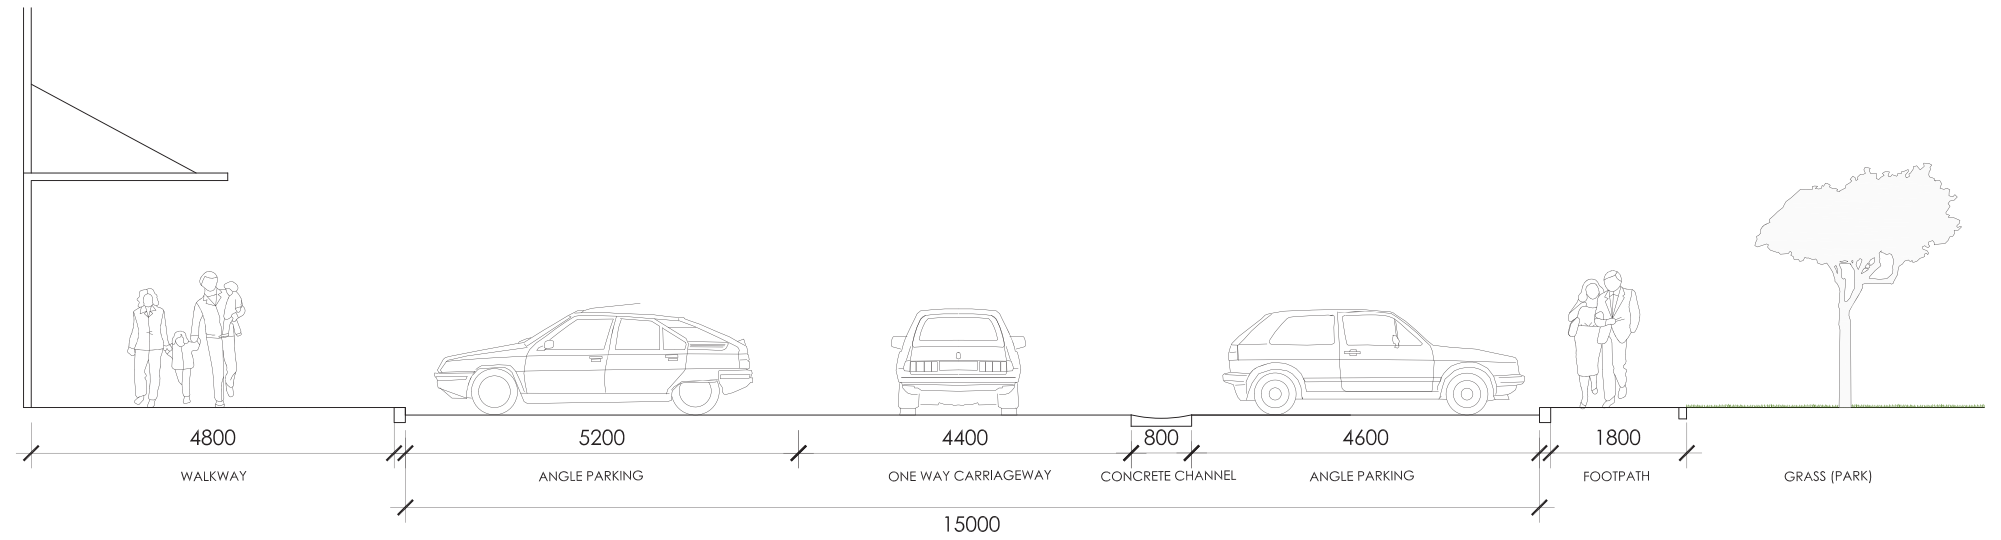 4800
5200
4400
800
4600
1800
WALKWAY
ANGLE PARKING
ONE WAY CARRIAGEWAY
CONCRETE CHANNEL
ANGLE PARKING
FOOTPATH
GRASS (PARK)
15000